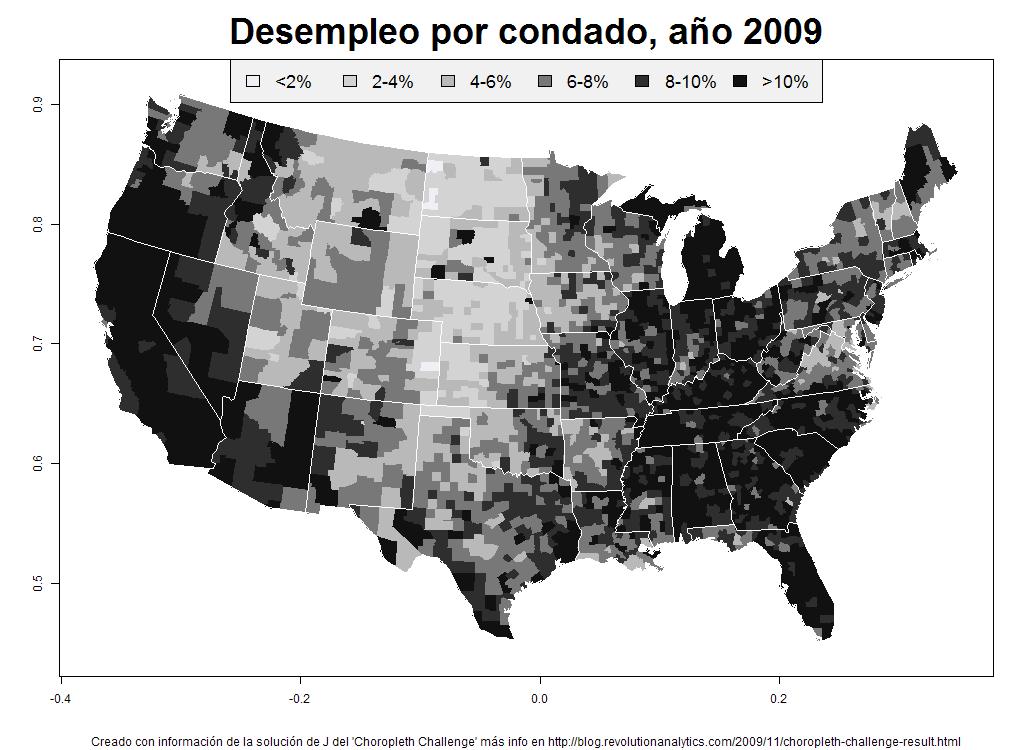 Desempleo por condado, año 2009
<2% 2-4% 4-6% 6-8% 8-10% >10%
0.9
0.8
0.7
0.6
0.5
-0.4 -0.2 0.0 0.2
Creado con información de la solución de J del 'Choropleth Challenge' más info en http://blog.revolutionanalytics.com/2009/11/choropleth-challenge-result.html